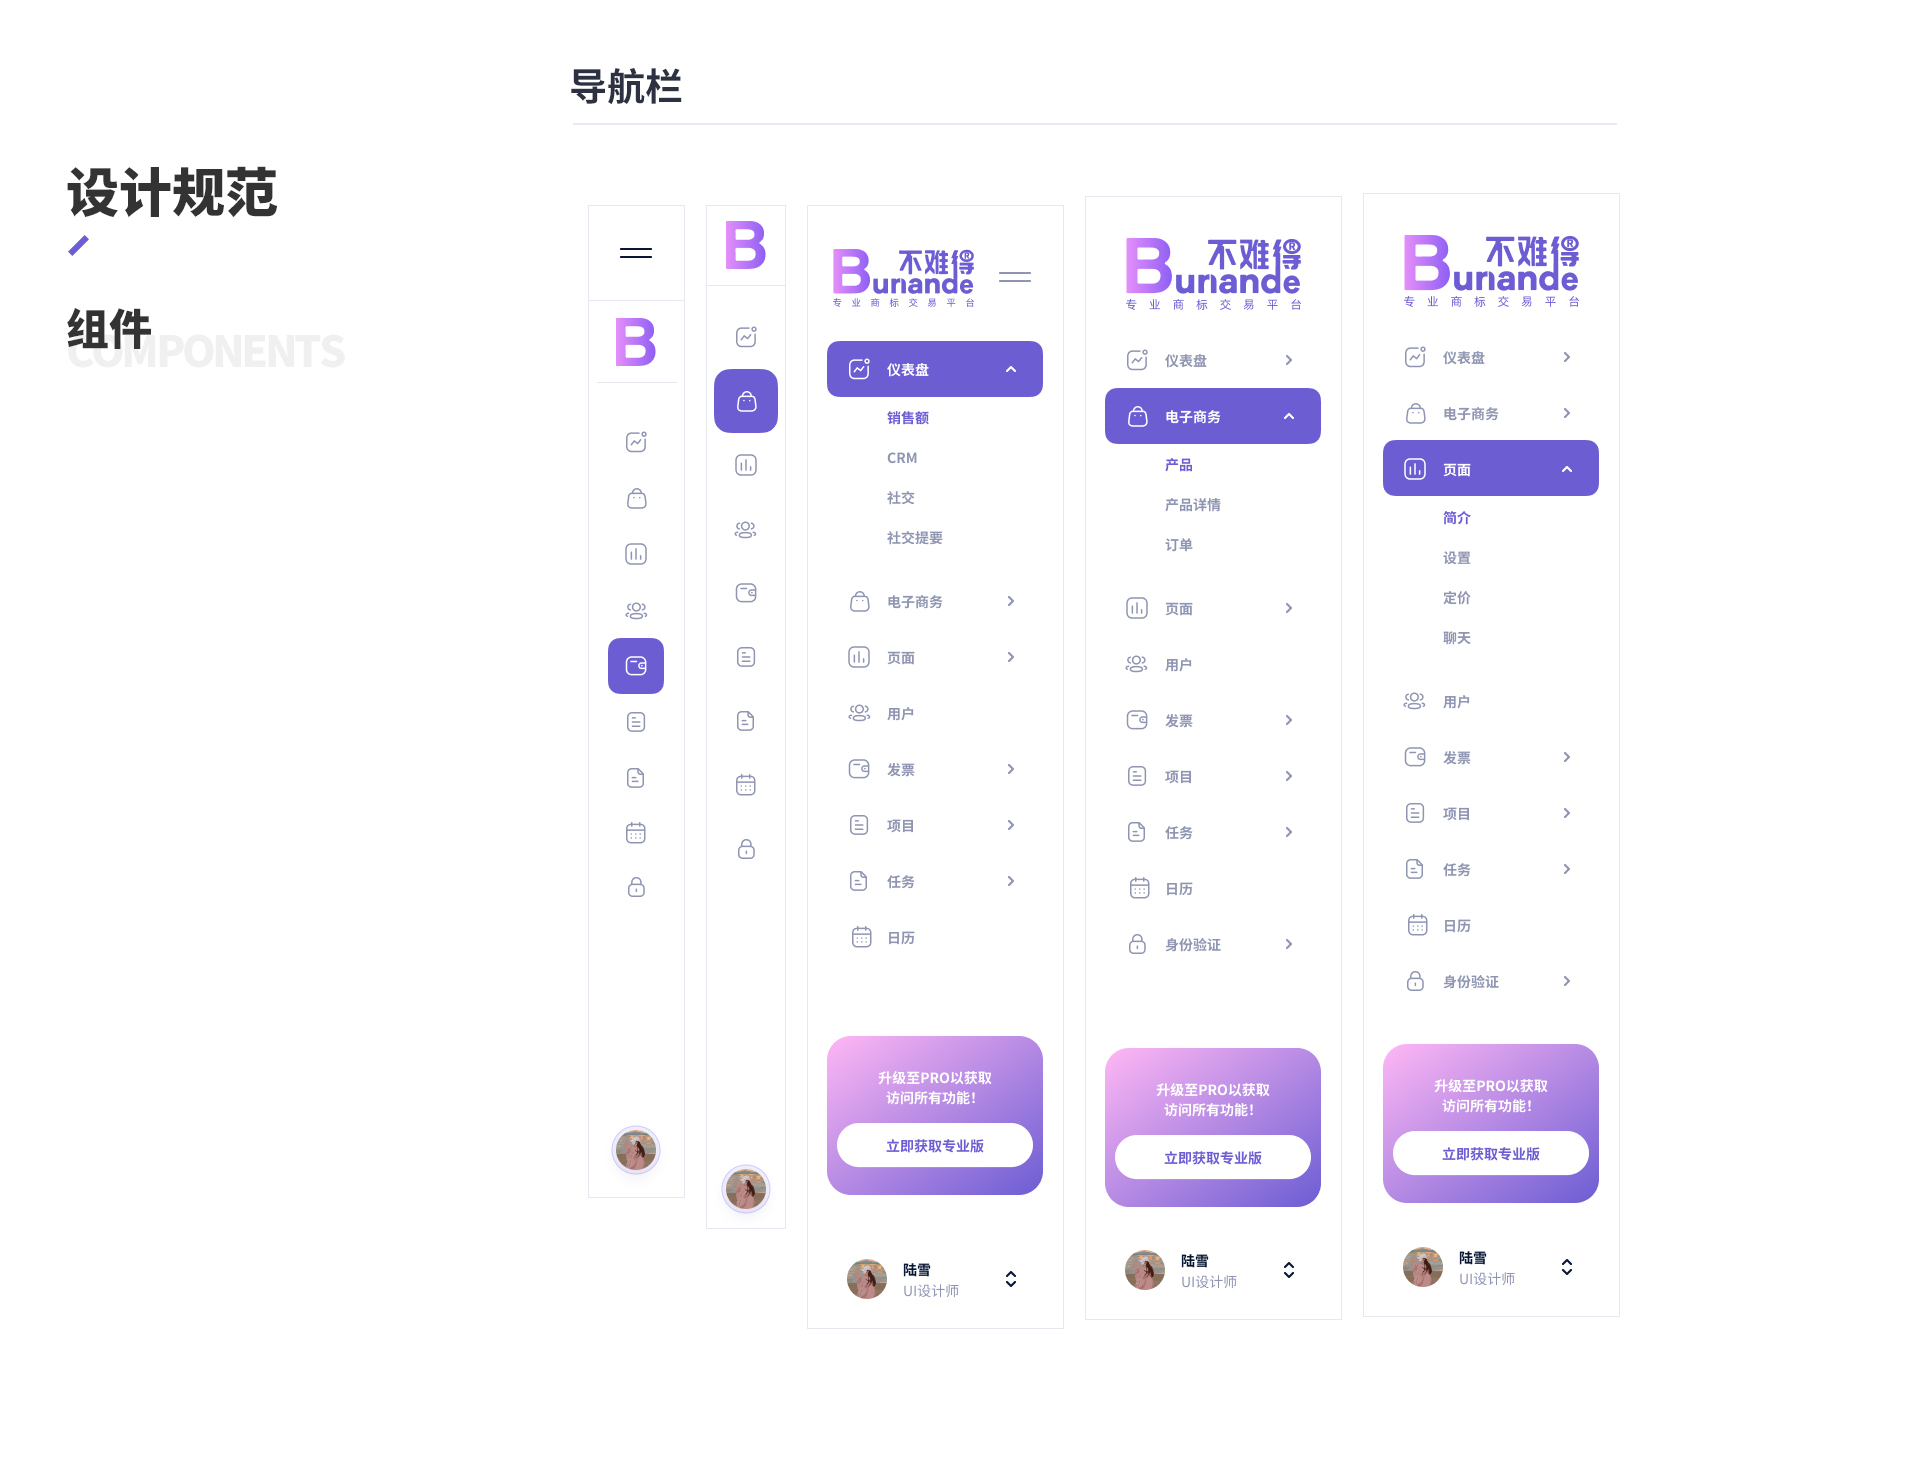 导航栏
设计规范
组件
COMPONENTS
B
B
不难得®
Bunande
专业商标交易平台
仪表盘
销售额
CRM
社交
社交提要
电子商务
页面
用户
发票
项目
任务
日历
升级至PRO以获取
访问所有功能！
立即获取专业版
陆雪
UI设计师
不难得®
Bunande
专业商标交易平台
仪表盘
电子商务
产品
产品详情
订单
页面
用户
发票
项目
任务
日历
身份验证
升级至PRO以获取
访问所有功能！
立即获取专业版
陆雪
UI设计师
不难得®
Bunande
专业商标交易平台
仪表盘
电子商务
页面
简介
设置
定价
聊天
用户
发票
项目
任务
日历
身份验证
升级至PRO以获取
访问所有功能！
立即获取专业版
陆雪
UI设计师